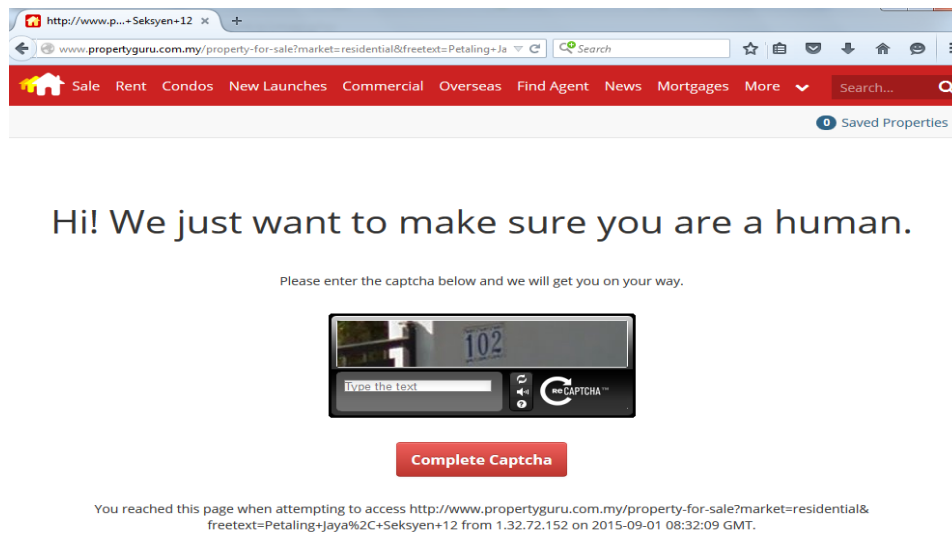 http://www.p...+Seksyen+12 × +
www.propertyguru.com.my/property-for-sale?market=residential&freetext=Petaling+Ja Search
Sale Rent Condos New Launches Commercial Overseas Find Agent News Mortgages More Search...
0 Saved Properties
Hi! We just want to make sure you are a human.
Please enter the captcha below and we will get you on your way.
102
Type the text ReCAPTCHA™
Complete Captcha
You reached this page when attempting to access http://www.propertyguru.com.my/property-for-sale?market=residential&
freetext=Petaling+Jaya%2C+Seksyen+12 from 1.32.72.152 on 2015-09-01 08:32:09 GMT.